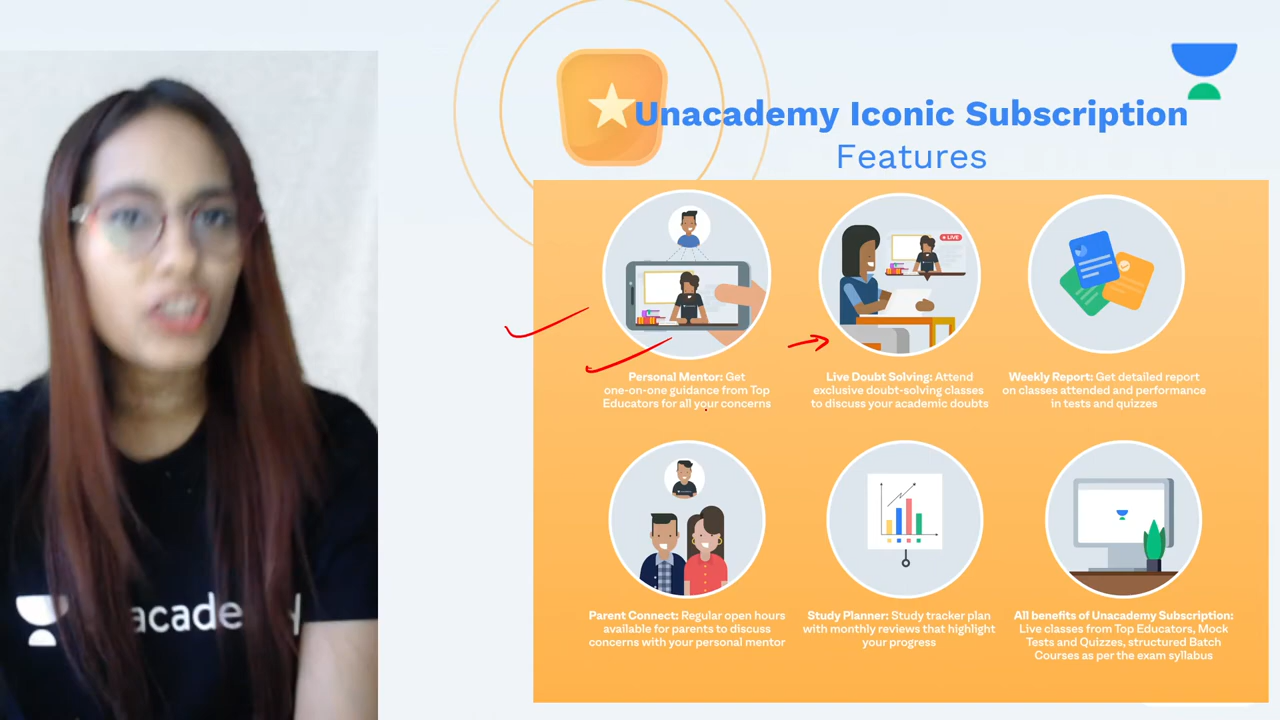 Unacademy Iconic Subscription
Features
LIVE
Personal Mentor: Get
one-on-one guidance from Top
Educators for all your concerns
Live Doubt Solving: Attend
exclusive doubt-solving classes
to discuss your academic doubts
Weekly Report: Get detailed report
on classes attended and performance
in tests and quizzes
Parent Connect: Regular open hours
available for parents to discuss
concerns with your personal mentor
Study Planner: Study tracker plan
with monthly reviews that highlight
your progress
All benefits of Unacademy Subscription:
Live classes from Top Educators, Mock
Tests and Quizzes, structured Batch
Courses as per the exam syllabus